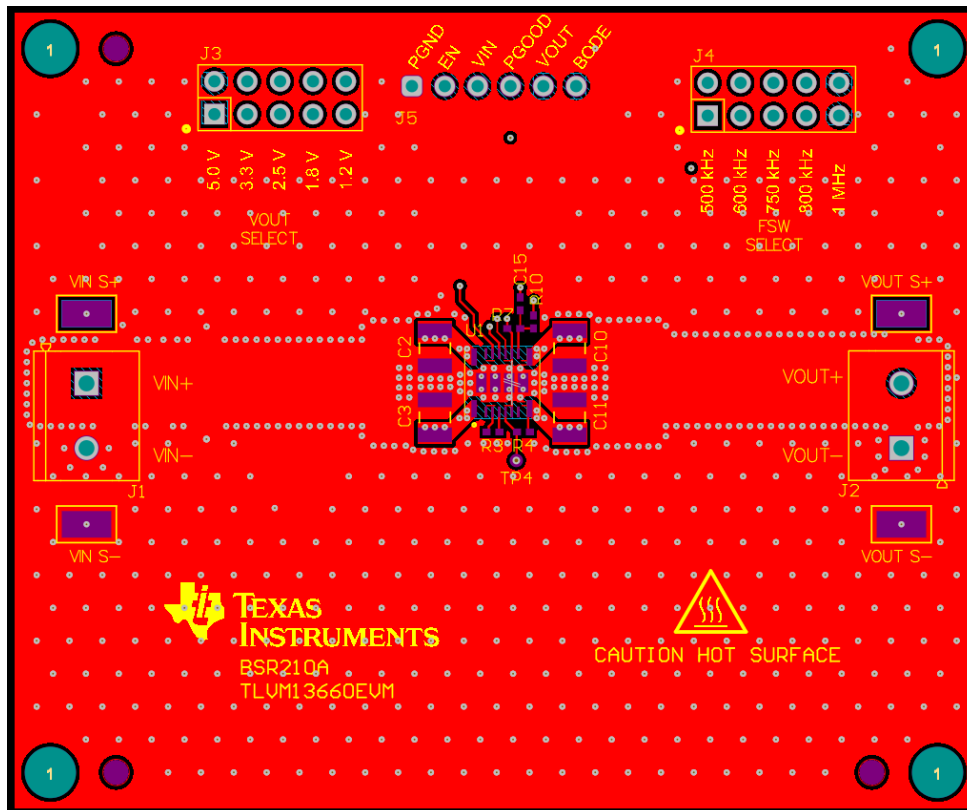 1
1
J3
PGND
EN
VIN
PGOOD
VOUT
BODE
J4
J5
5.0 V
3.3 V
2.5 V
1.8 V
1.2 V
500 kHz
600 kHz
750 kHz
800 kHz
1 MHz
VOUT
SELECT
FSW
SELECT
VIN S+
C15
R10
VOUT S+
R7
U1
C2
C10
VIN+
VOUT+
C3
C11
R4
VIN-
VOUT-
TP4
J1
J2
VIN S-
VOUT S-
TEXAS
INSTRUMENTS
BSR210A
TLVM13660EVM
CAUTION HOT SURFACE
1
1